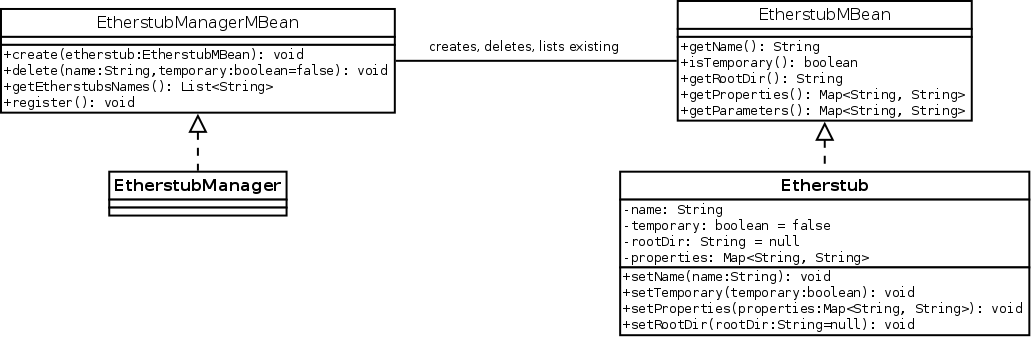 EtherstubManagerMBean
+create(etherstub:EtherstubMBean): void
+delete(name:String,temporary:boolean=false): void
+getEtherstubsNames(): List<String>
+register(): void
creates, deletes, lists existing
EtherstubMBean
+getName(): String
+isTemporary(): boolean
+getRootDir(): String
+getProperties(): Map<String, String>
+getParameters(): Map<String, String>
EtherstubManager
Etherstub
-name: String
-temporary: boolean = false
-rootDir: String = null
-properties: Map<String, String>
+setName(name:String): void
+setTemporary(temporary:boolean): void
+setProperties(properties:Map<String, String>): void
+setRootDir(rootDir:String=null): void